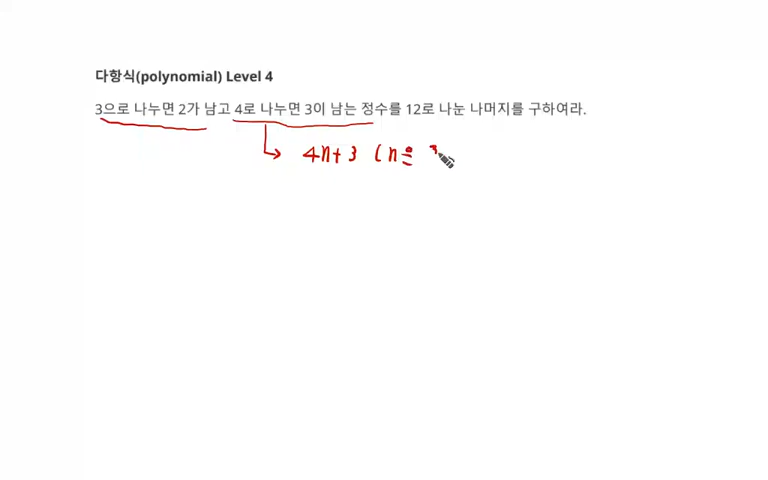 다항식(polynomial) Level 4
3으로 나누면 2가 남고 4로 나누면 3이 남는 정수를 12로 나눈 나머지를 구하여라.
4n+3 (n은